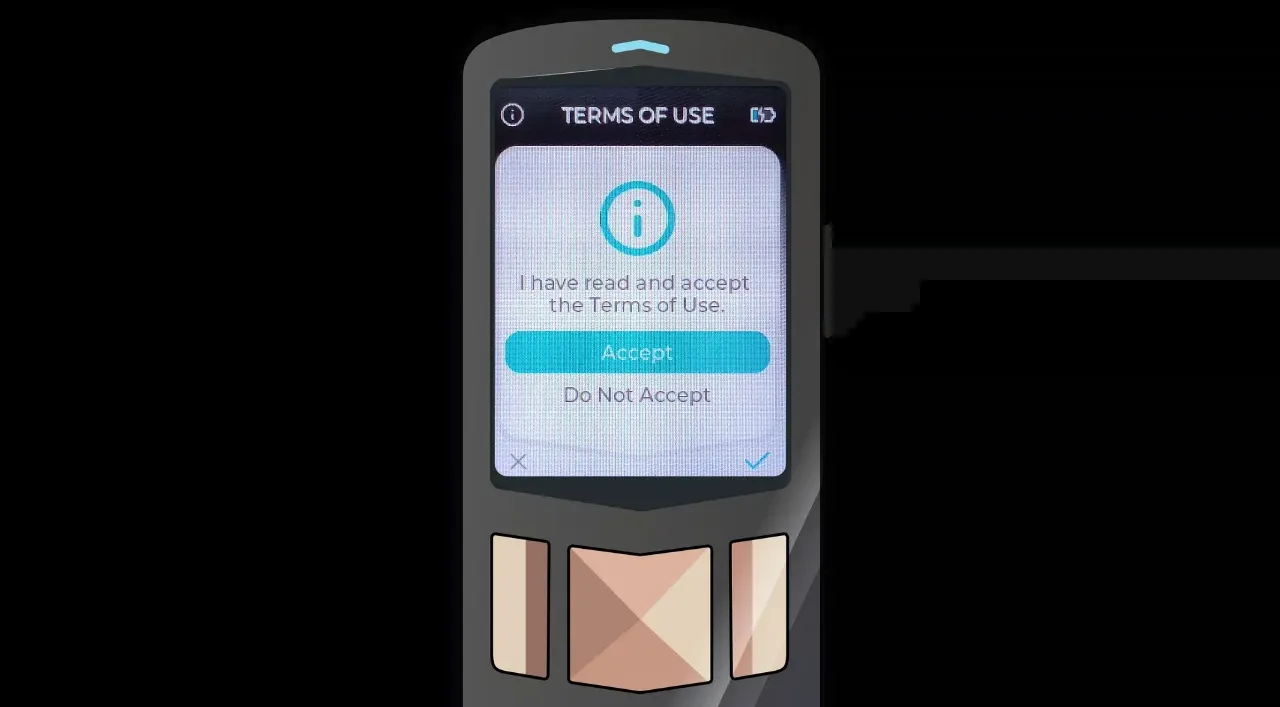 TERMS OF USE
I have read and accept
the Terms of Use.
Accept
Do Not Accept